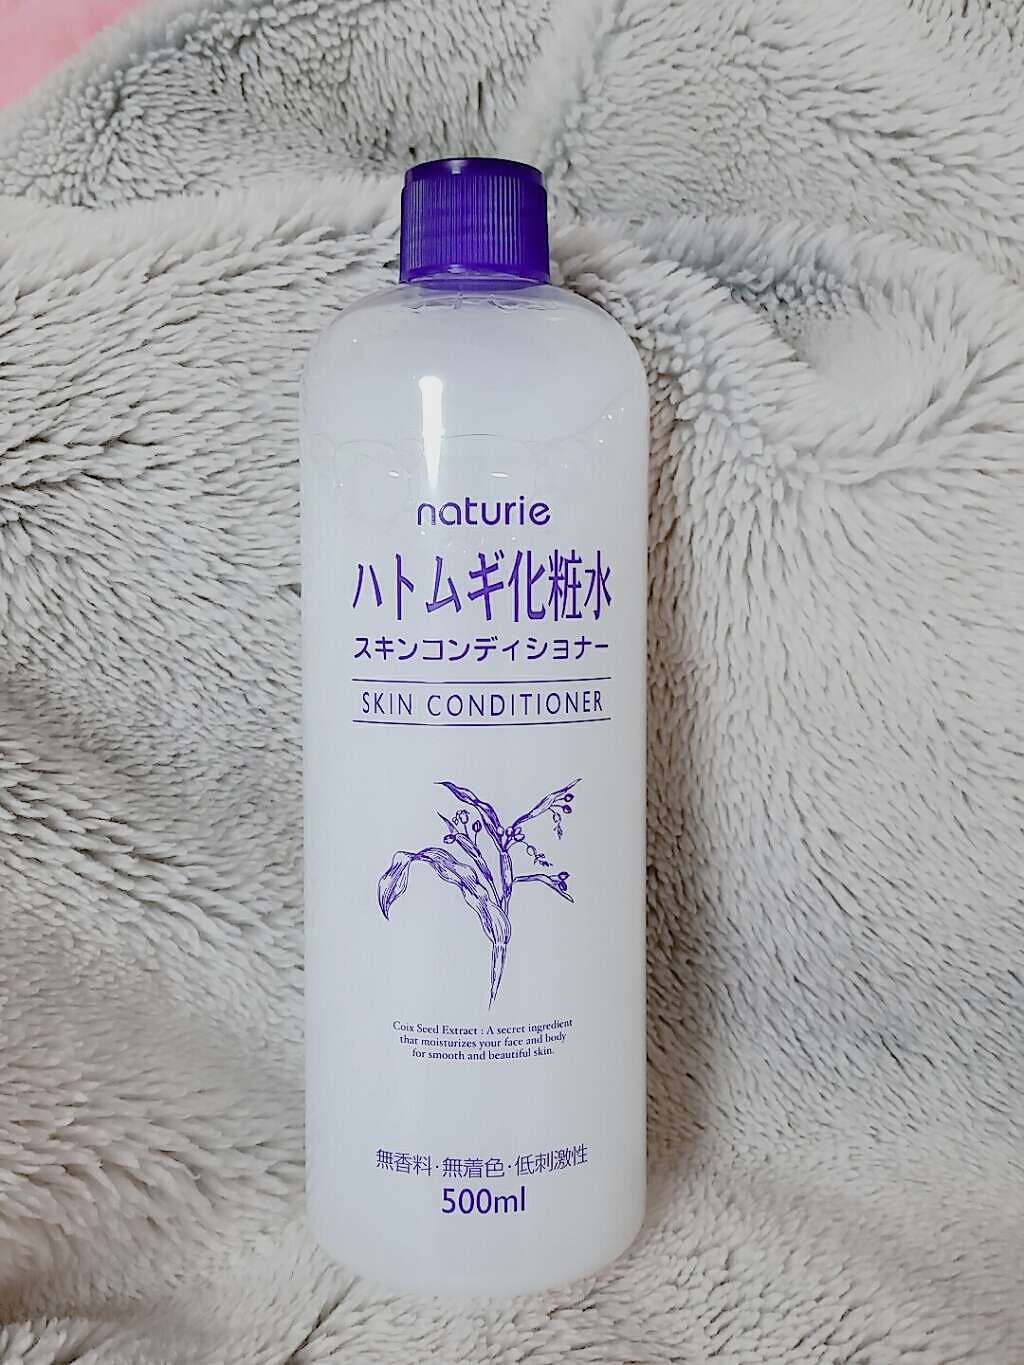 naturie
ハトムギ化粧水
スキンコンディショナー
SKIN CONDITIONER
Coix Seed Extract : A secret ingredient
that moisturizes your face and body
for smooth and beautiful skin.
無香料・無着色・低刺激性
500ml